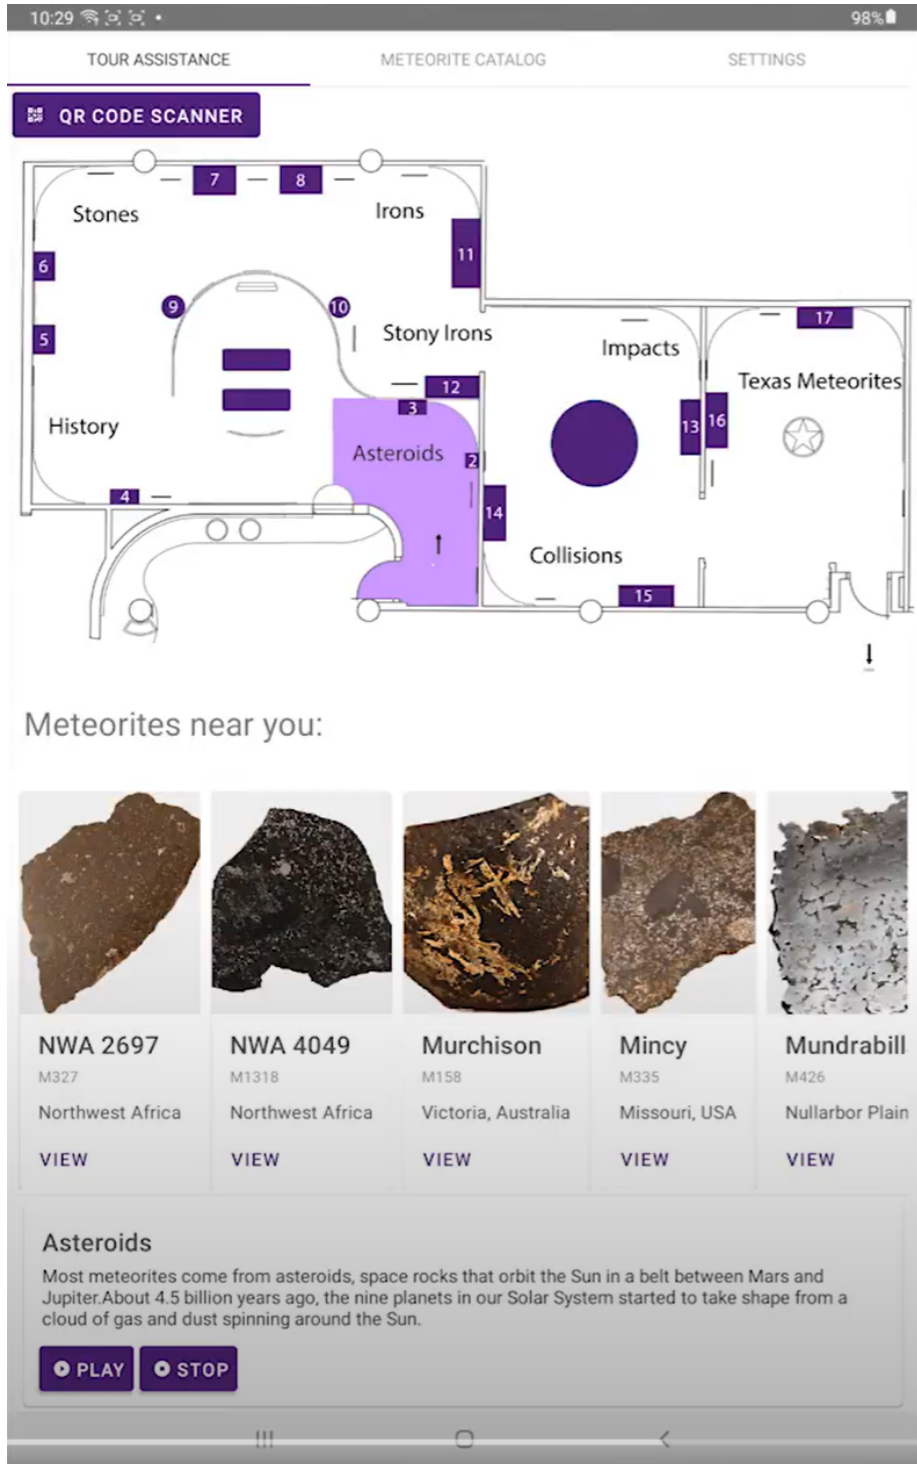 10:29
98%
TOUR ASSISTANCE
METEORITE CATALOG
SETTINGS
QR CODE SCANNER
7
8
Stones
Irons
11
6
9
10
17
5
Stony Irons
Impacts
12
Texas Meteorites
3
13
16
History
Asteroids
2
4
14
Collisions
15
Meteorites near you:
NWA 2697
M327
Northwest Africa
VIEW
NWA 4049
M1318
Northwest Africa
VIEW
Murchison
M158
Victoria, Australia
VIEW
Mincy
M335
Missouri, USA
VIEW
Mundrabill
M426
Nullarbor Plain
VIEW
Asteroids
Most meteorites come from asteroids, space rocks that orbit the Sun in a belt between Mars and
Jupiter.About 4.5 billion years ago, the nine planets in our Solar System started to take shape from a
cloud of gas and dust spinning around the Sun.
PLAY
STOP